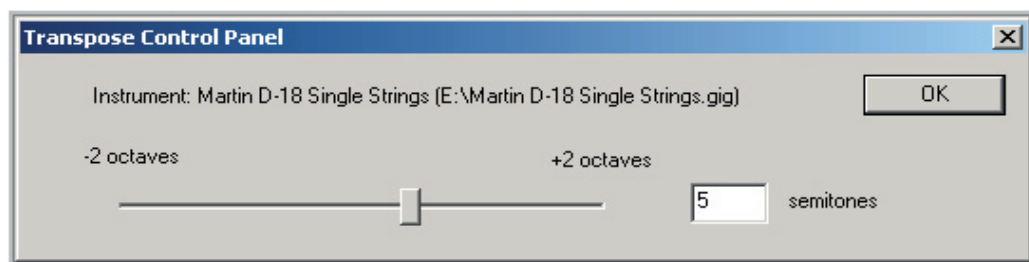 Transpose Control Panel
Instrument: Martin D-18 Single Strings (E:\Martin D-18 Single Strings.gig)
OK
-2 octaves
+2 octaves
5
semitones